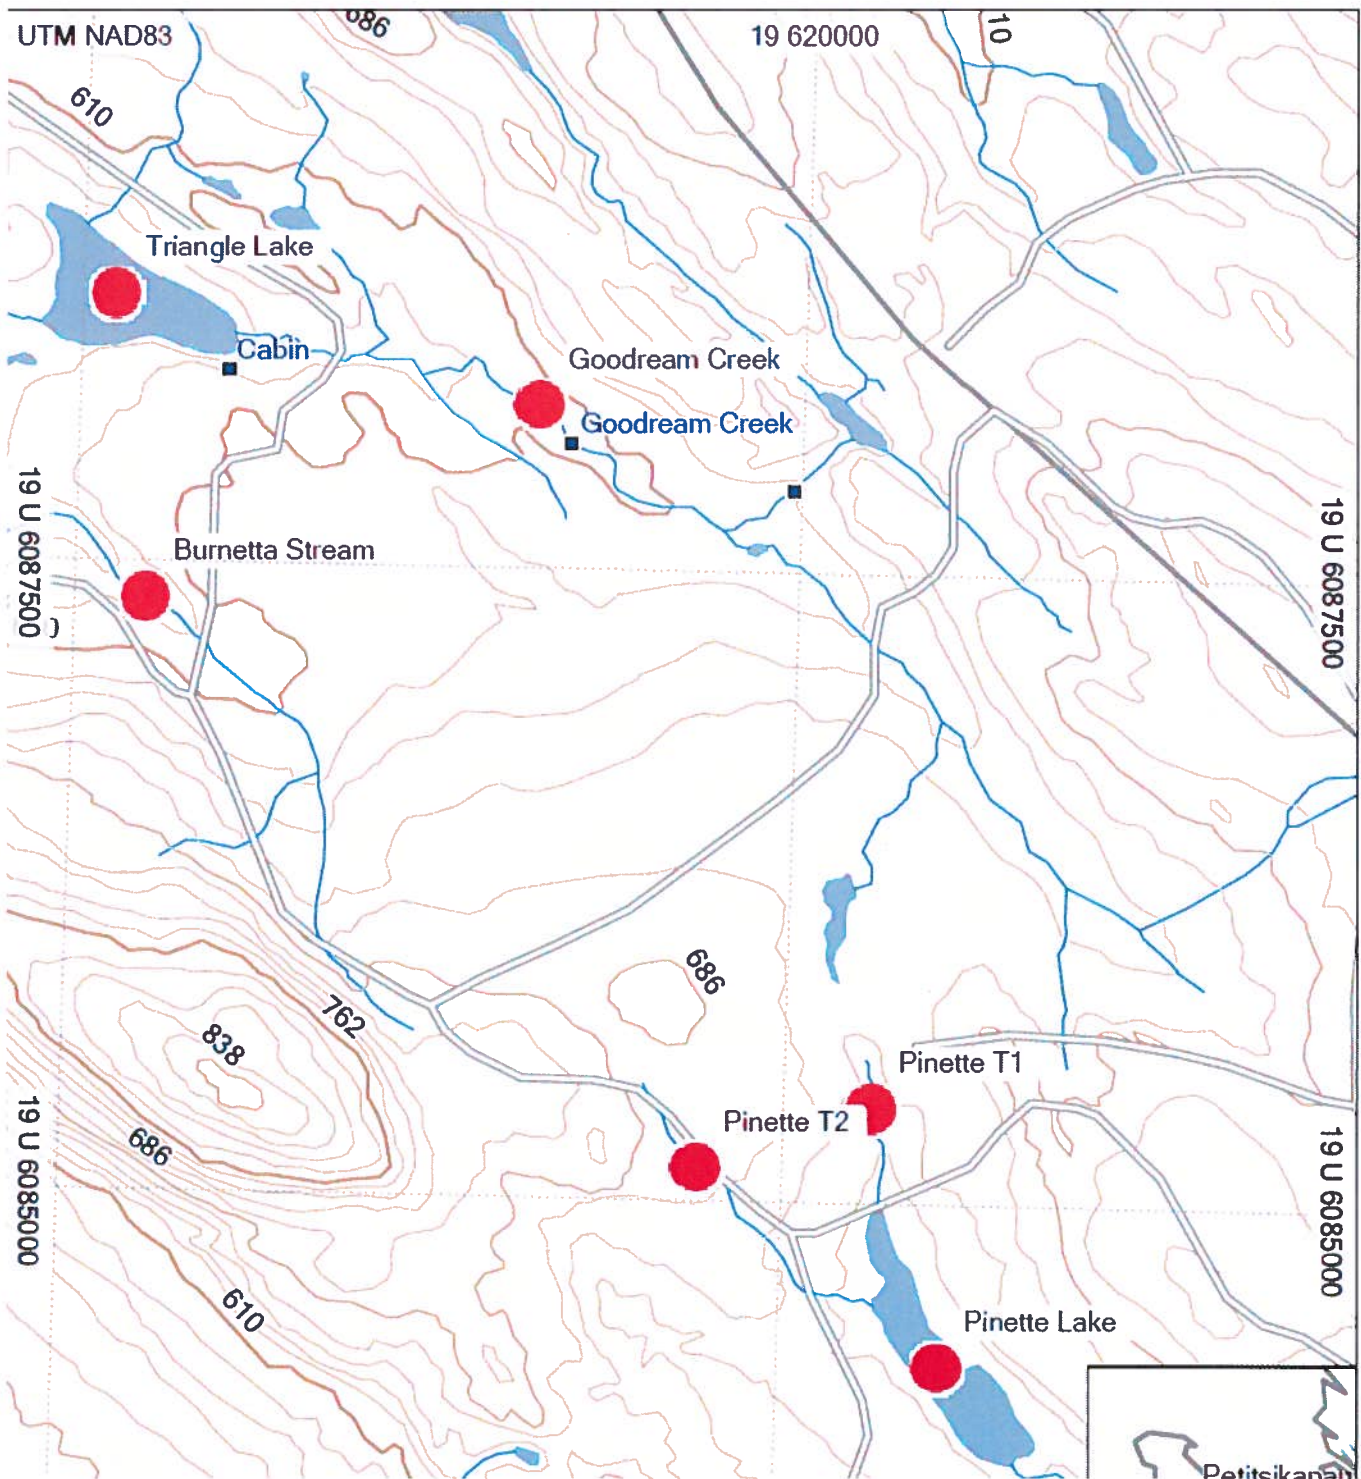 UTM NAD83
686
19 620000
10
610
Triangle Lake
Cabin
Goodream Creek
Goodream Creek
19 U 6087500
19 U 6087500
Burnetta Stream
)
686
762
838
Pinette T1
Pinette T2
686
19 U 6085000
19 U 6085000
610
Pinette Lake
Petitsikapau